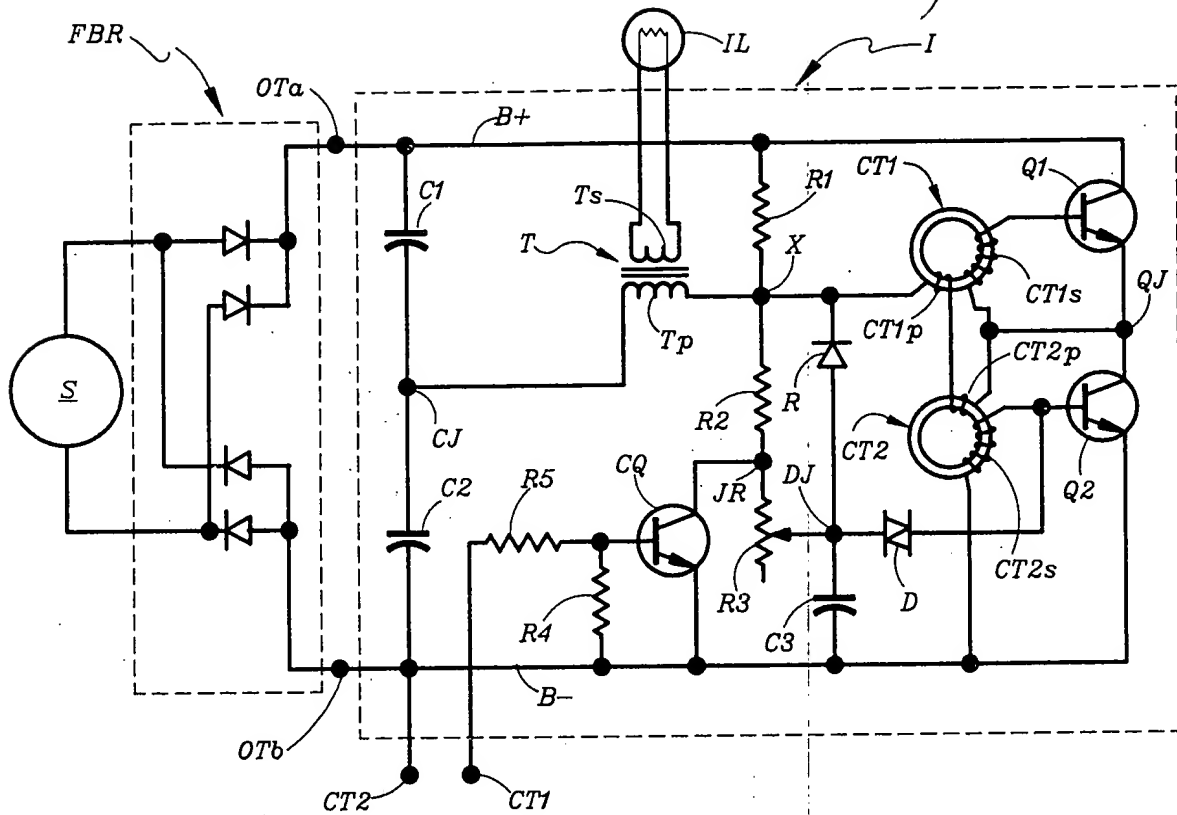 FBR
IL
I
OTa
B+
CT1
Q1
C1
Ts
R1
T
X
CT1s
QJ
CT1p
Tp
CT2p
S
R
R2
CJ
CT2
C2
CQ
JR
DJ
Q2
R5
CT2s
R3
D
R4
C3
B-
OTb
CT2
CT1